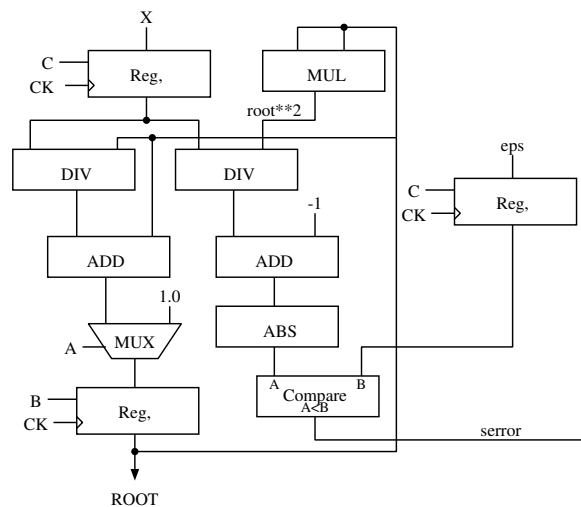 X
C
Reg,
CK
MUL
root**2
DIV
DIV
eps
C
Reg,
CK
-1
ADD
ADD
1.0
A
MUX
ABS
A
B
Compare
A<B
B
Reg,
CK
serror
ROOT